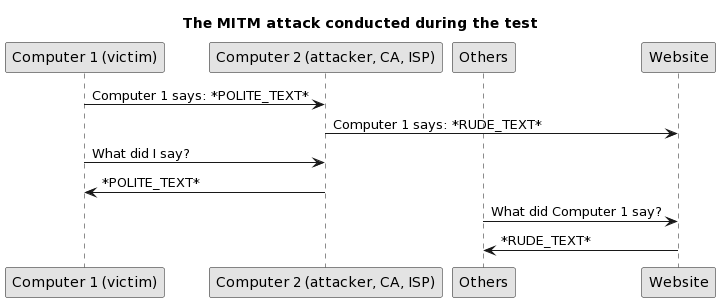 The MITM attack conducted during the test
Computer 1 (victim) Computer 2 (attacker, CA, ISP) Others Website
Computer 1 says: *POLITE_TEXT*
Computer 1 says: *RUDE_TEXT*
What did I say?
*POLITE_TEXT*
What did Computer 1 say?
*RUDE_TEXT*
Computer 1 (victim) Computer 2 (attacker, CA, ISP) Others Website